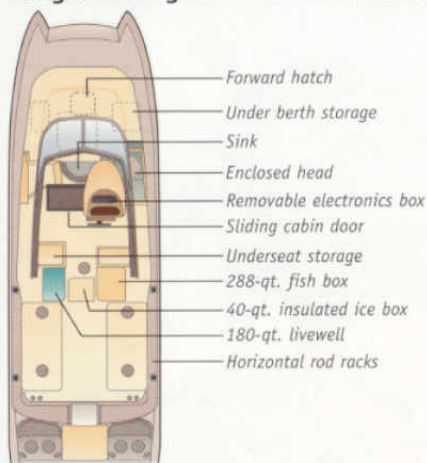 Forward hatch
Under berth storage
Sink
Enclosed head
Removable electronics box
Sliding cabin door
Underseat storage
288-qt. fish box
40-qt. insulated ice box
180-qt. livewell
Horizontal rod racks